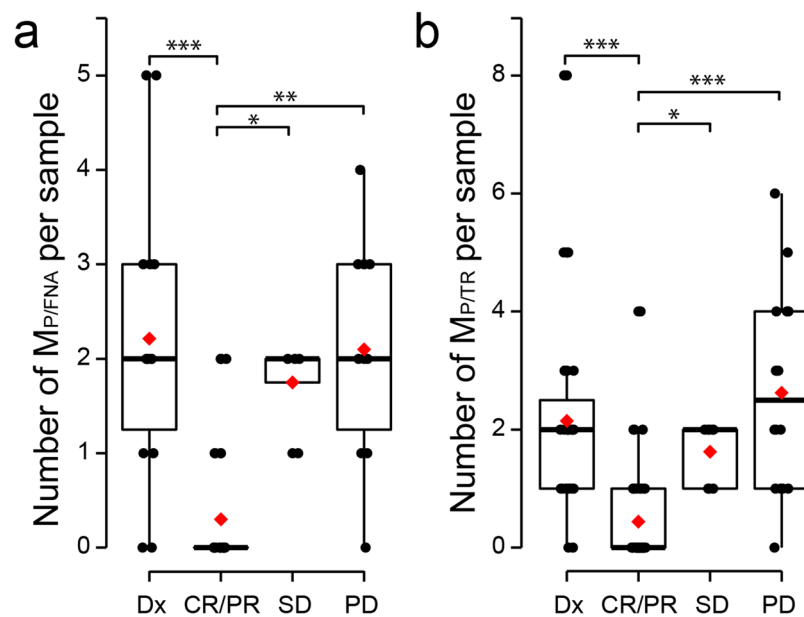 a
Number of MP/FNA per sample
5
4
3
2
1
0
***
**
*
Dx CR/PR SD PD
b
Number of MP/TR per sample
8
6
4
2
0
***
***
*
Dx CR/PR SD PD